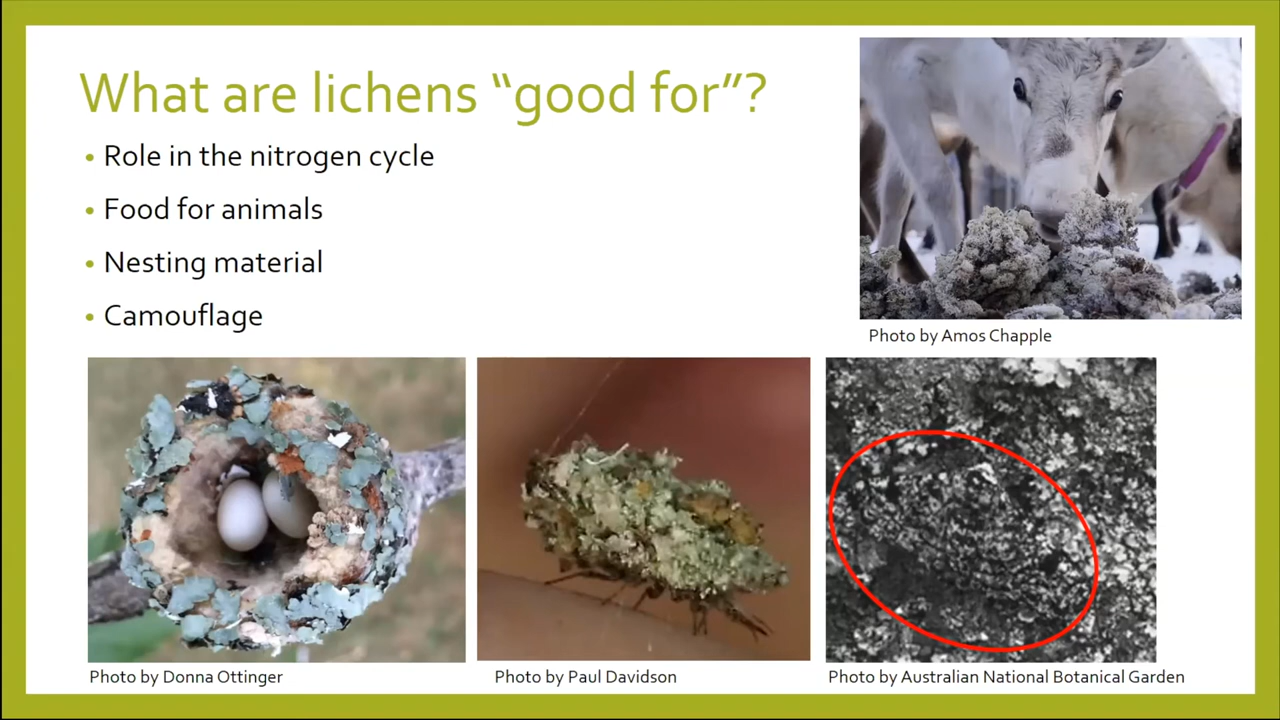 What are lichens “good for”?
• Role in the nitrogen cycle
• Food for animals
• Nesting material
• Camouflage
Photo by Amos Chapple
Photo by Donna Ottinger
Photo by Paul Davidson
Photo by Australian National Botanical Garden